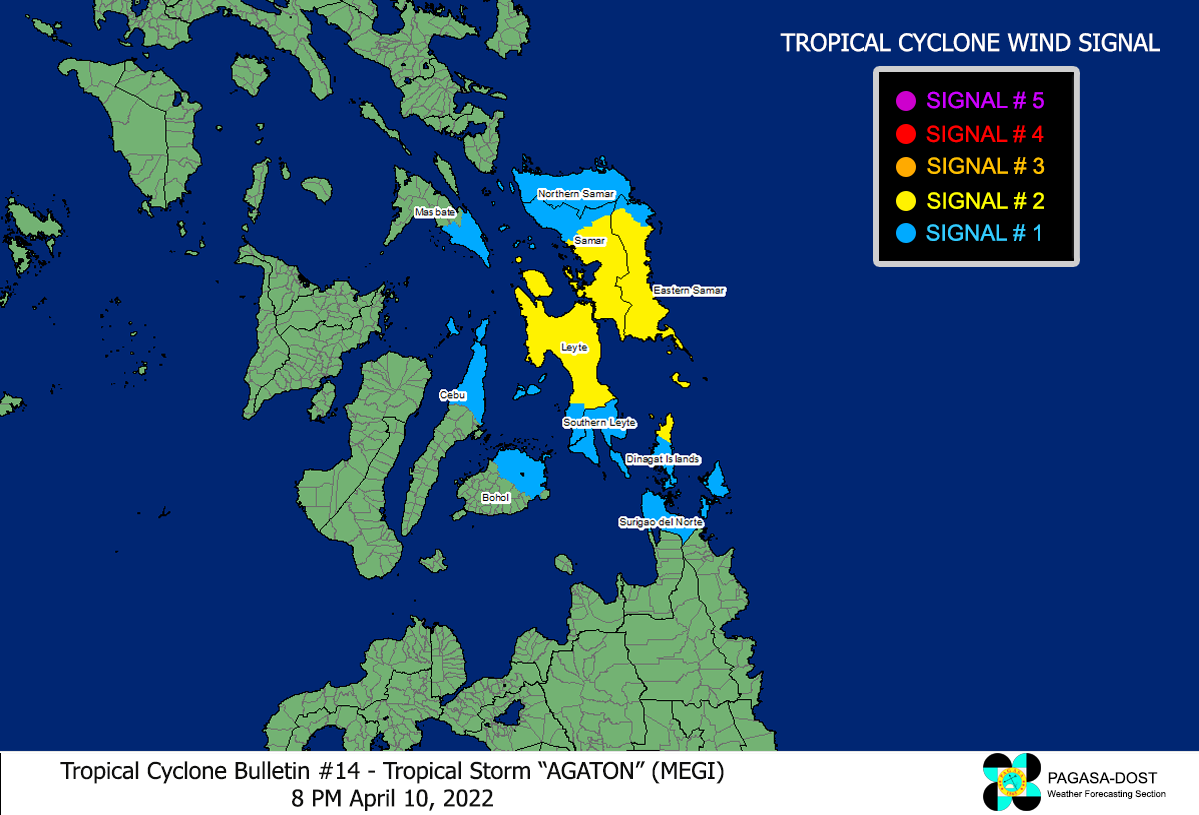 TROPICAL CYCLONE WIND SIGNAL
SIGNAL # 5
SIGNAL # 4
SIGNAL # 3
SIGNAL # 2
SIGNAL # 1
Northern Samar
Masbate
Samar
Eastern Samar
Leyte
Cebu
Southern Leyte
Dinagat Islands
Bohol
Surigao del Norte
Tropical Cyclone Bulletin #14 - Tropical Storm “AGATON” (MEGI)
8 PM April 10, 2022
PAGASA-DOST
Weather Forecasting Section